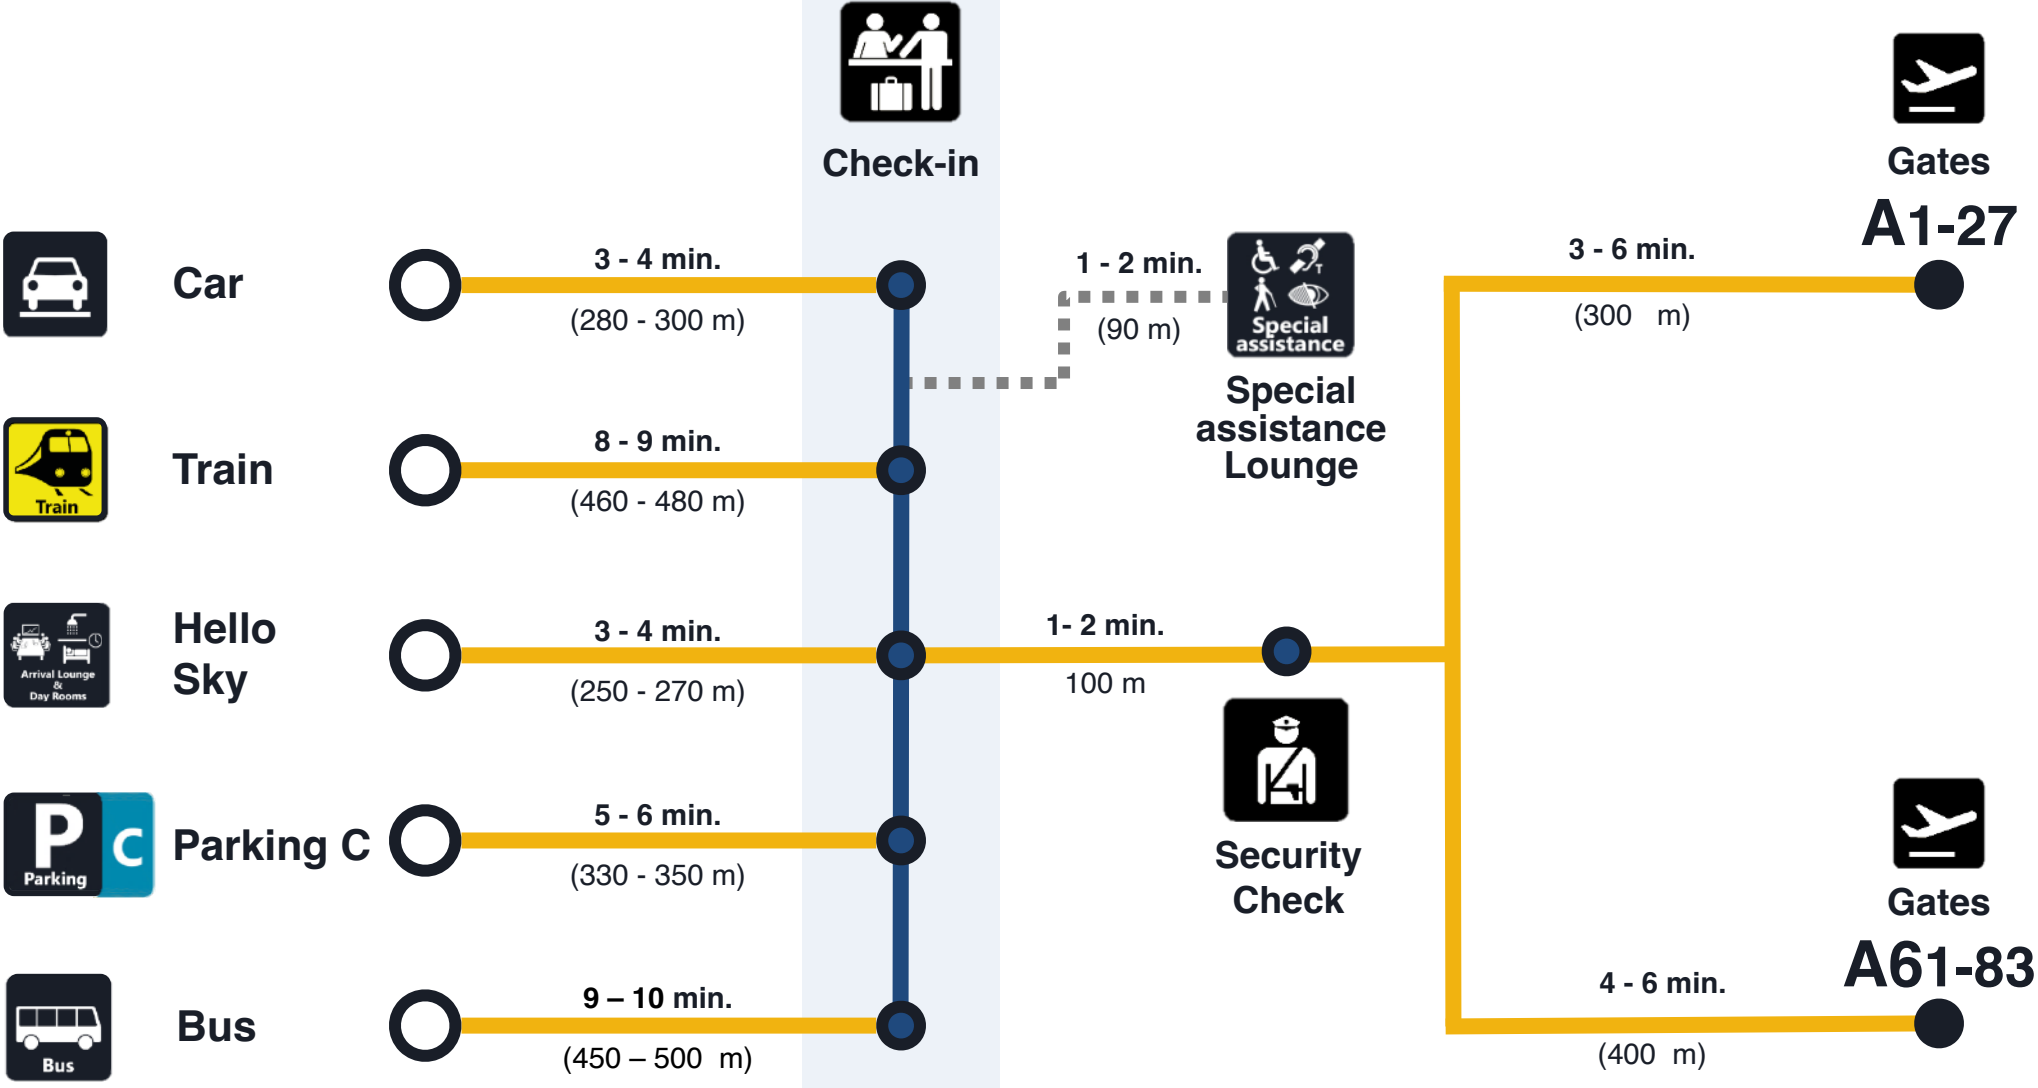 Check-in
Gates
A1-27
Car
3 - 4 min.
(280 - 300 m)
1 - 2 min.
(90 m)
T
Special
assistance
Special
assistance
Lounge
3 - 6 min.
(300 m)
Train
Train
8 - 9 min.
(460 - 480 m)
Arrival Lounge
&
Day Rooms
Hello
Sky
3 - 4 min.
(250 - 270 m)
1- 2 min.
100 m
Security
Check
P C
Parking
Parking C
5 - 6 min.
(330 - 350 m)
Gates
A61-83
4 - 6 min.
(400 m)
Bus
Bus
9 – 10 min.
(450 – 500 m)